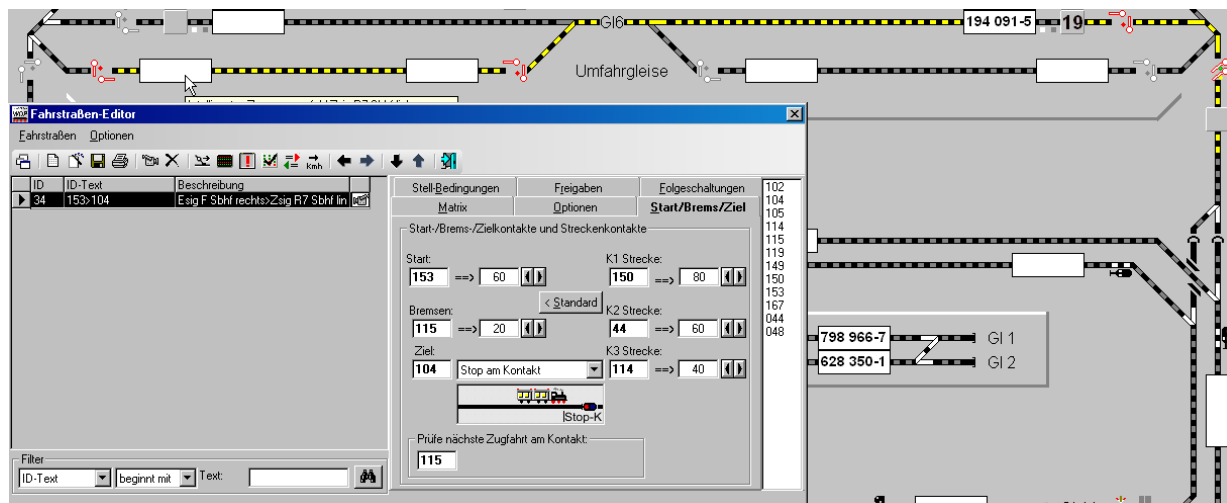 Gl6
194 091-5
19
Umfahrgleise
Fahrstraßen-Editor
Fahrstraßen Optionen
Kmh
ID ID-Text Beschreibung
34 153>104 Esig F Sbhf rechts>Zsig R7 Sbhf lin
Stell-Bedingungen Freigaben Folgeschaltungen
Matrix Optionen Start/Brems/Ziel
Start-/Brems-/Zielkontakte und Streckenkontakte
Start: K1 Strecke:
153 ==> 60 150 ==> 80
< Standard
Bremsen: K2 Strecke:
115 ==> 20 44 ==> 60
Ziel: K3 Strecke:
104 Stop am Kontakt 114 ==> 40
Stop-K
Prüfe nächste Zugfahrt am Kontakt:
115
102
104
105
114
115
119
149
150
153
167
044
048
798 966-7 Gl 1
628 350-1 Gl 2
Filter
ID-Text beginnt mit Text: